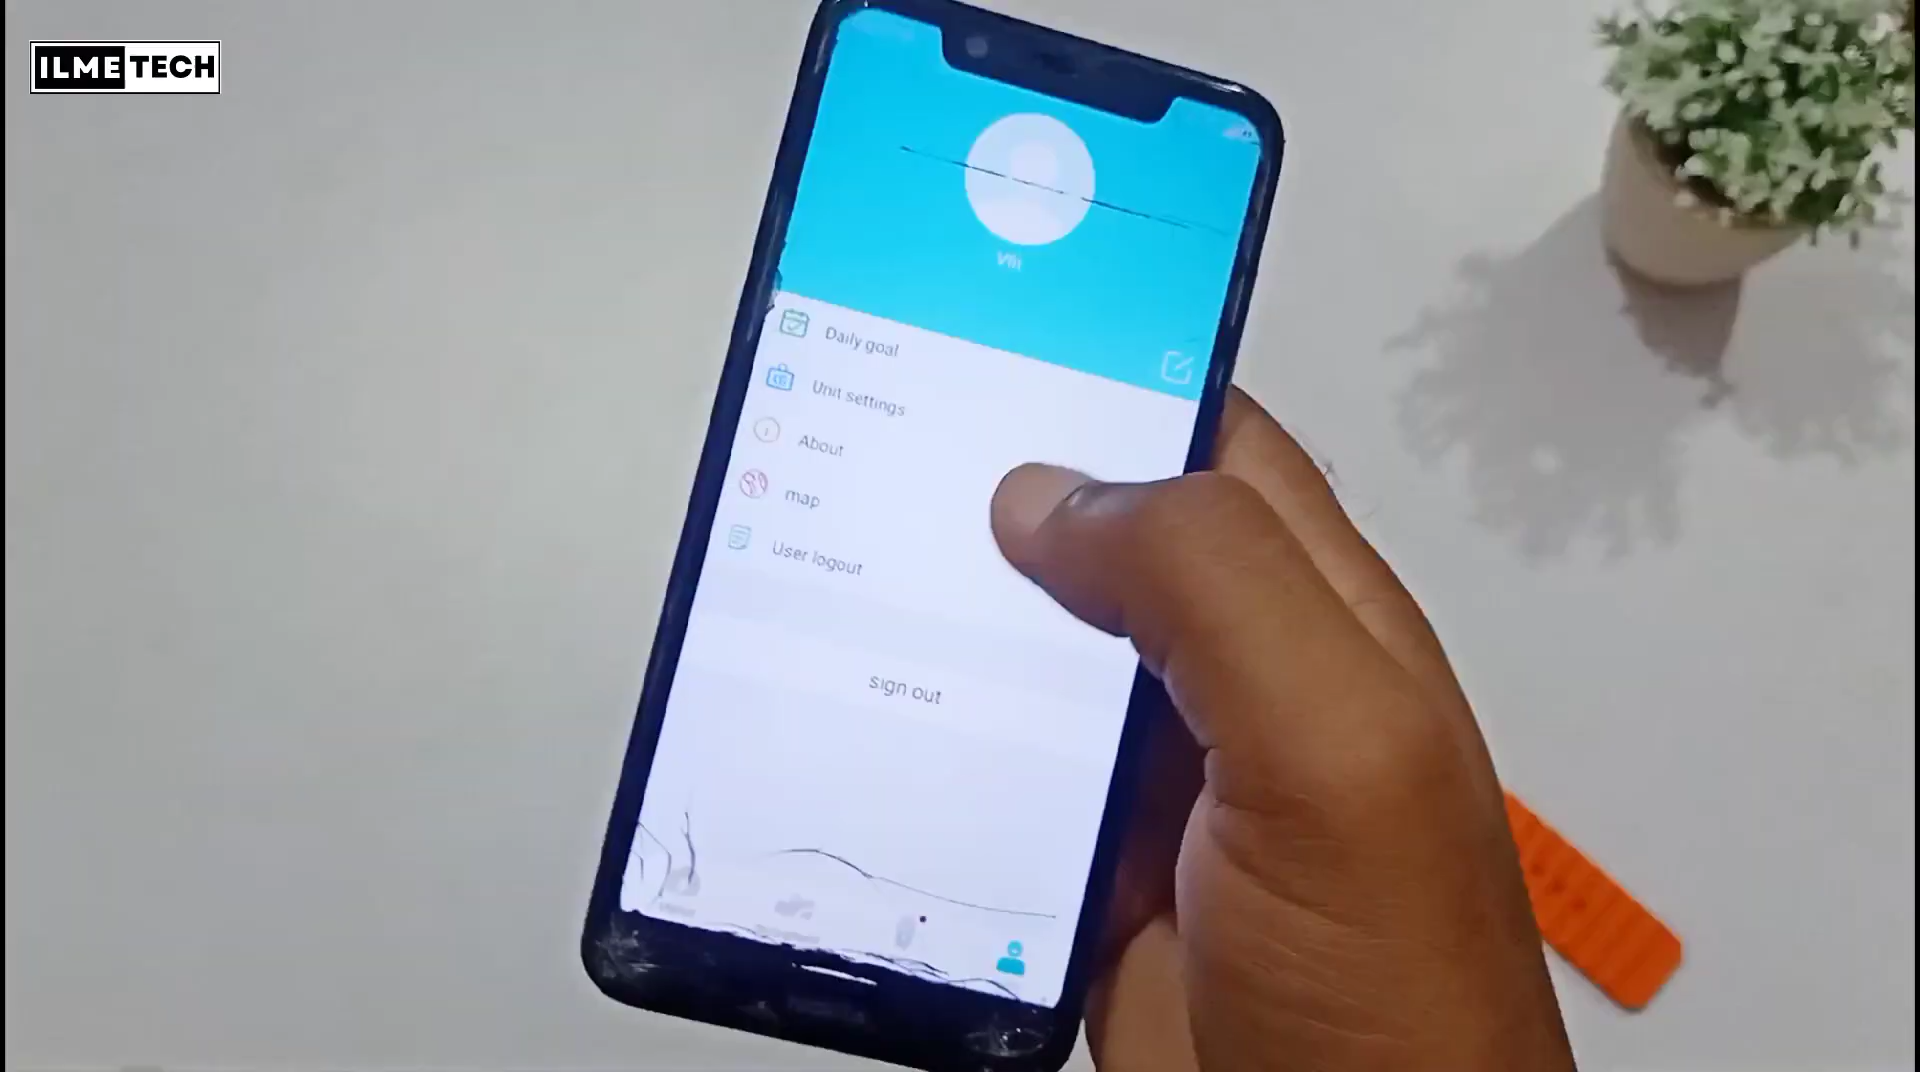 ILME TECH
Daily goal
Unit settings
About
map
User logout
sign out